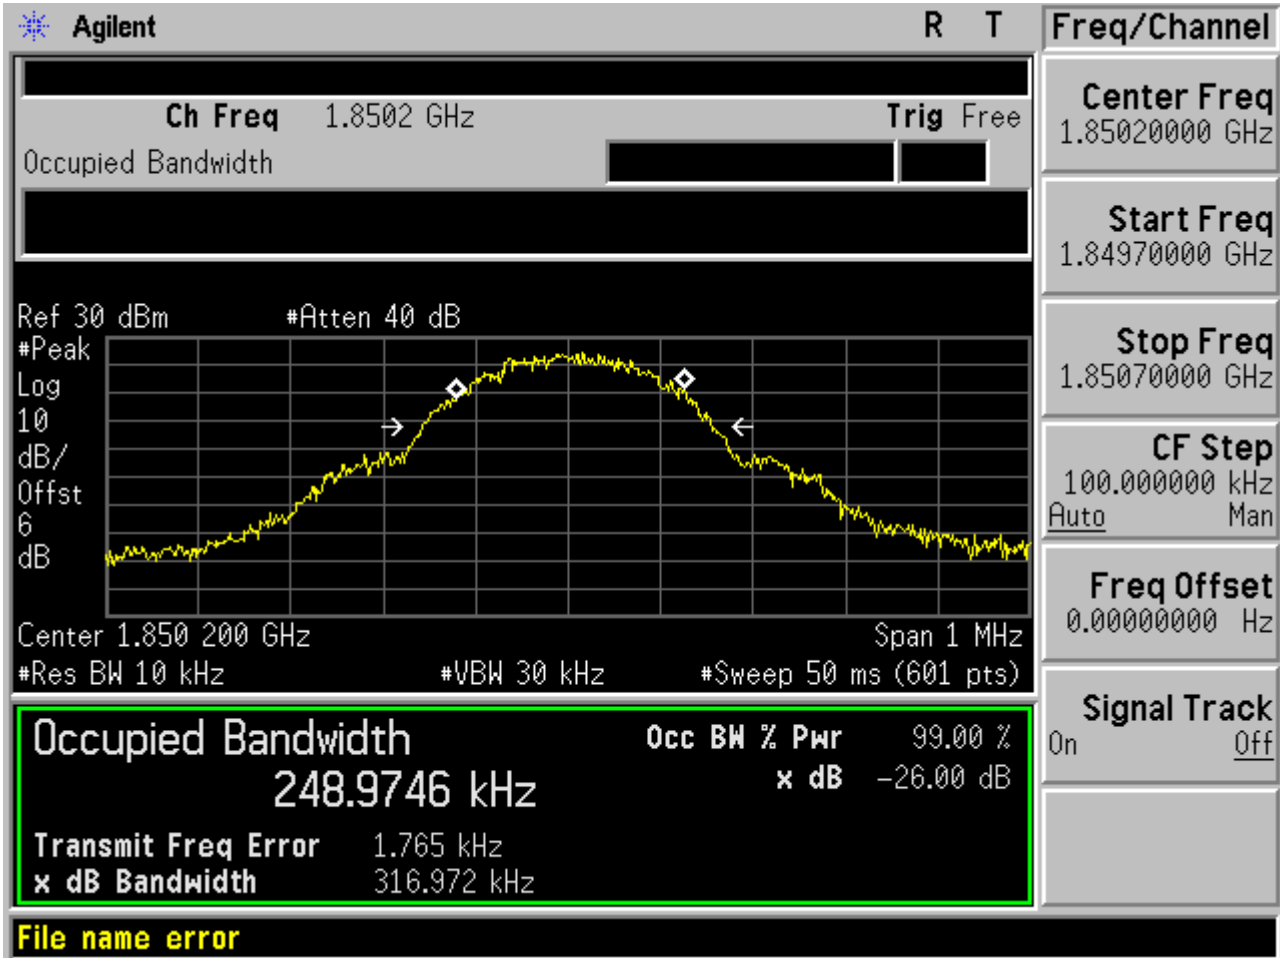 Agilent R T Freq/Channel
Ch Freq 1.8502 GHz Trig Free
Occupied Bandwidth
Center Freq
1.85020000 GHz
Start Freq
1.84970000 GHz
Stop Freq
1.85070000 GHz
CF Step
100.000000 kHz
Auto Man
Freq Offset
0.00000000 Hz
Signal Track
On Off
Ref 30 dBm #Atten 40 dB
#Peak
Log
10
dB/
Offst
6
dB
Center 1.850 200 GHz Span 1 MHz
#Res BW 10 kHz #VBW 30 kHz #Sweep 50 ms (601 pts)
Occupied Bandwidth Occ BW % Pwr 99.00 %
248.9746 kHz x dB -26.00 dB
Transmit Freq Error 1.765 kHz
x dB Bandwidth 316.972 kHz
File name error